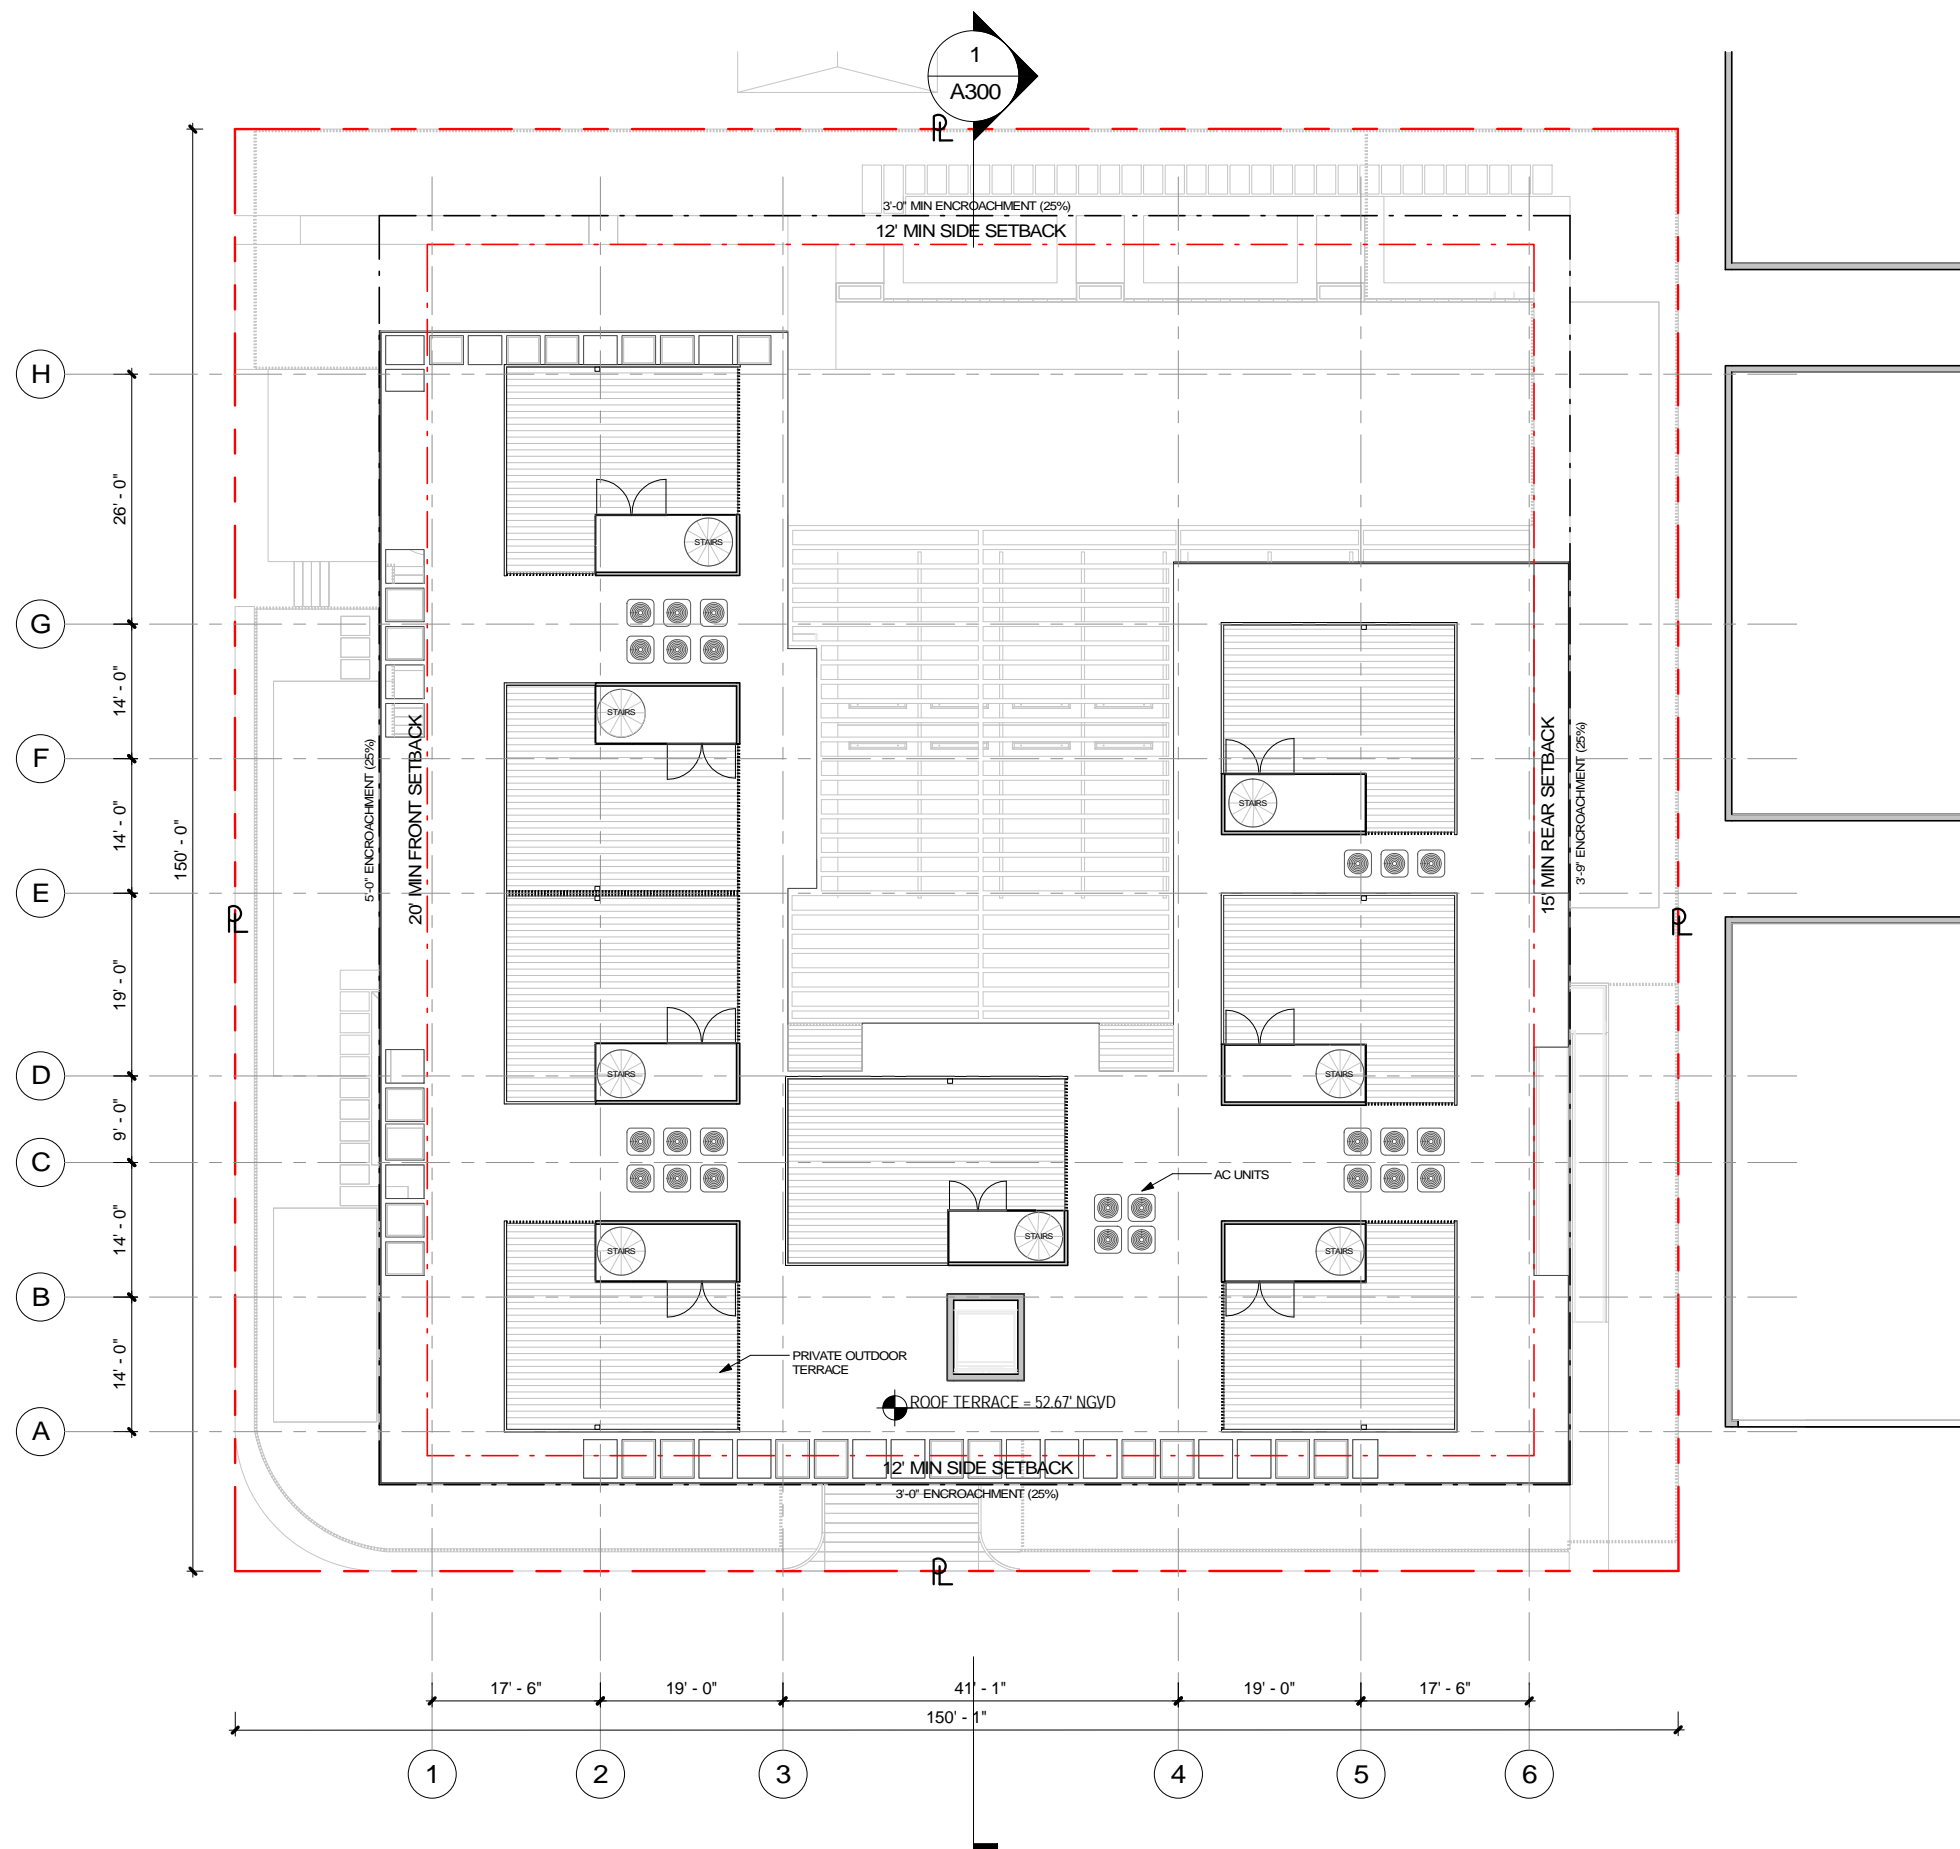 1
A300
PL
3'-0" MIN ENCROACHMENT (25%)
12' MIN SIDE SETBACK
H
26' - 0"
STAIRS
G
14' - 0"
STAIRS
F
14' - 0"
150' - 0"
5'-0" ENCROACHMENT (25%)
20' MIN FRONT SETBACK
STAIRS
15' MIN REAR SETBACK
3'-9" ENCROACHMENT (25%)
E
PL
PL
19' - 0"
STAIRS
STAIRS
D
9' - 0"
C
AC UNITS
14' - 0"
STAIRS
STAIRS
STAIRS
B
14' - 0"
PRIVATE OUTDOOR
TERRACE
ROOF TERRACE = 52.67' NGVD
A
12' MIN SIDE SETBACK
3'-0" ENCROACHMENT (25%)
PL
17' - 6"
19' - 0"
41' - 1"
19' - 0"
17' - 6"
150' - 1"
1
2
3
4
5
6